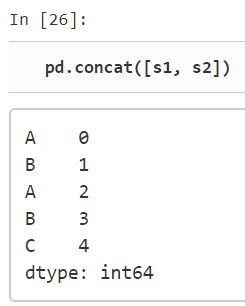 In [26]:
pd.concat([s1, s2])
A    0
B    1
A    2
B    3
C    4
dtype: int64